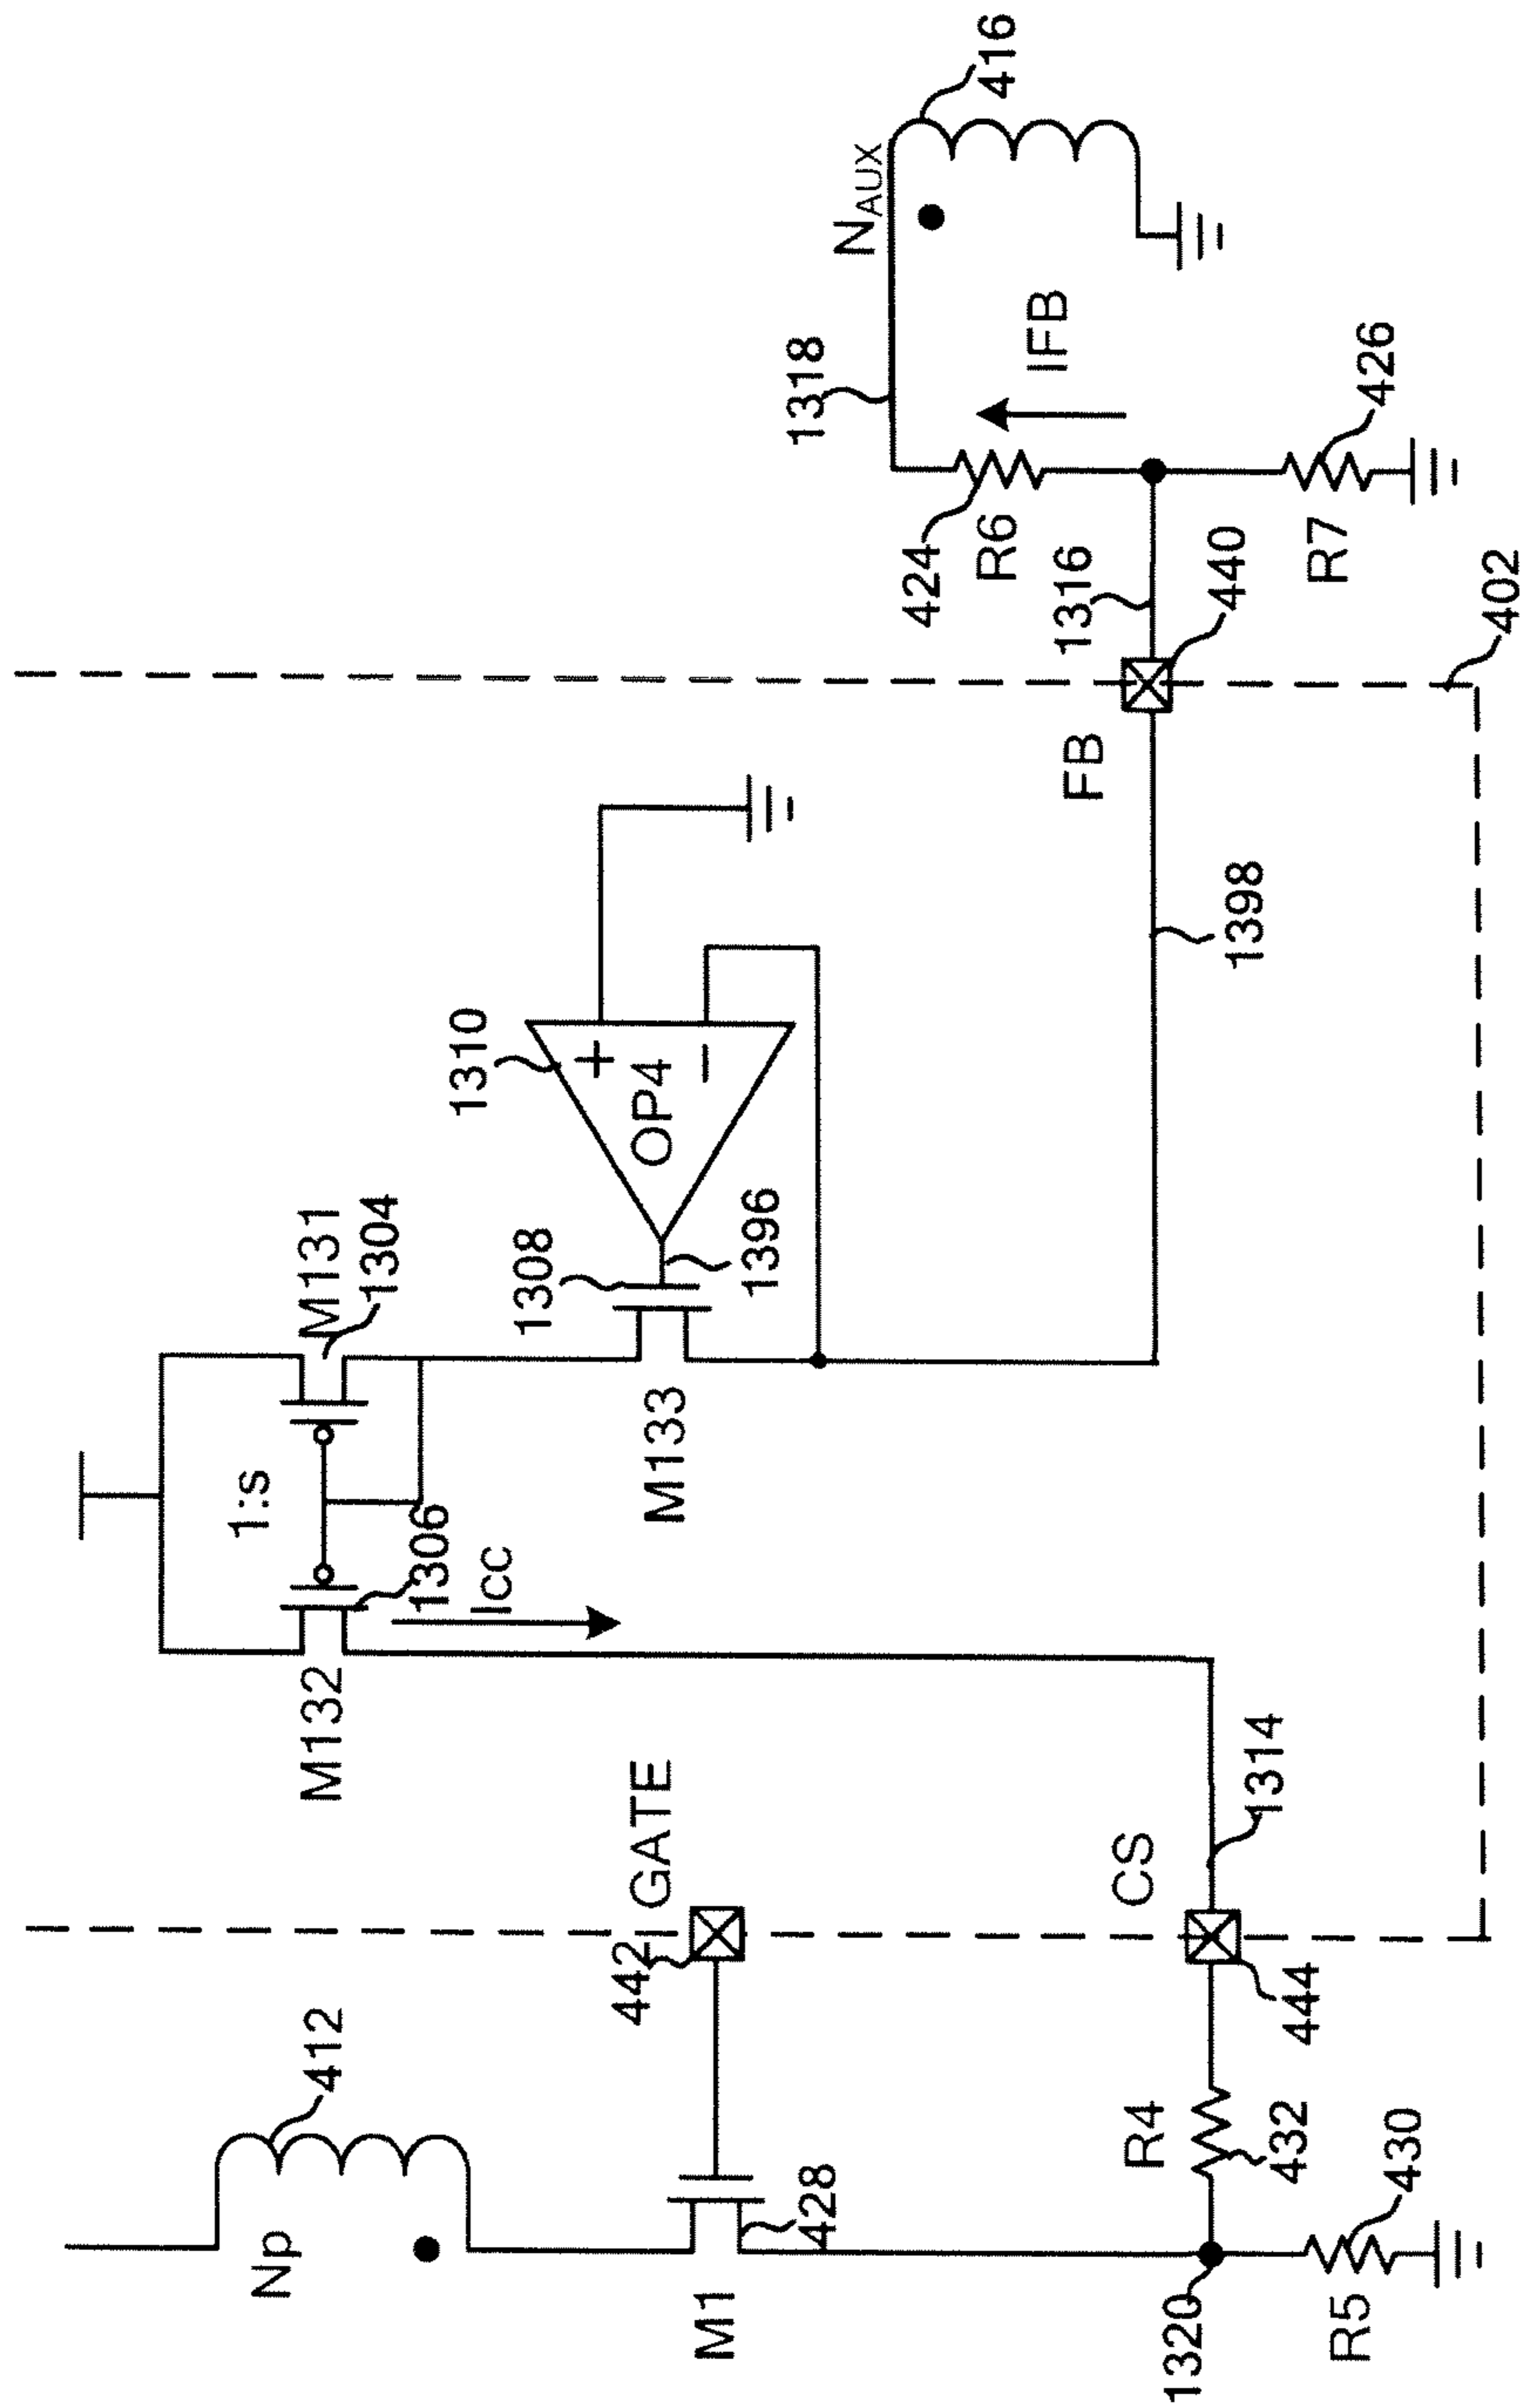 Np
412
M1
428
442
GATE
1320
R4
432
444
CS
1314
R5
430
M132
1306
Icc
1:s
M131
1304
M133
1308
1396
1310
OP4
+
−
FB
1398
440
1316
402
424
R6
IFB
R7
426
1318
NAUX
416